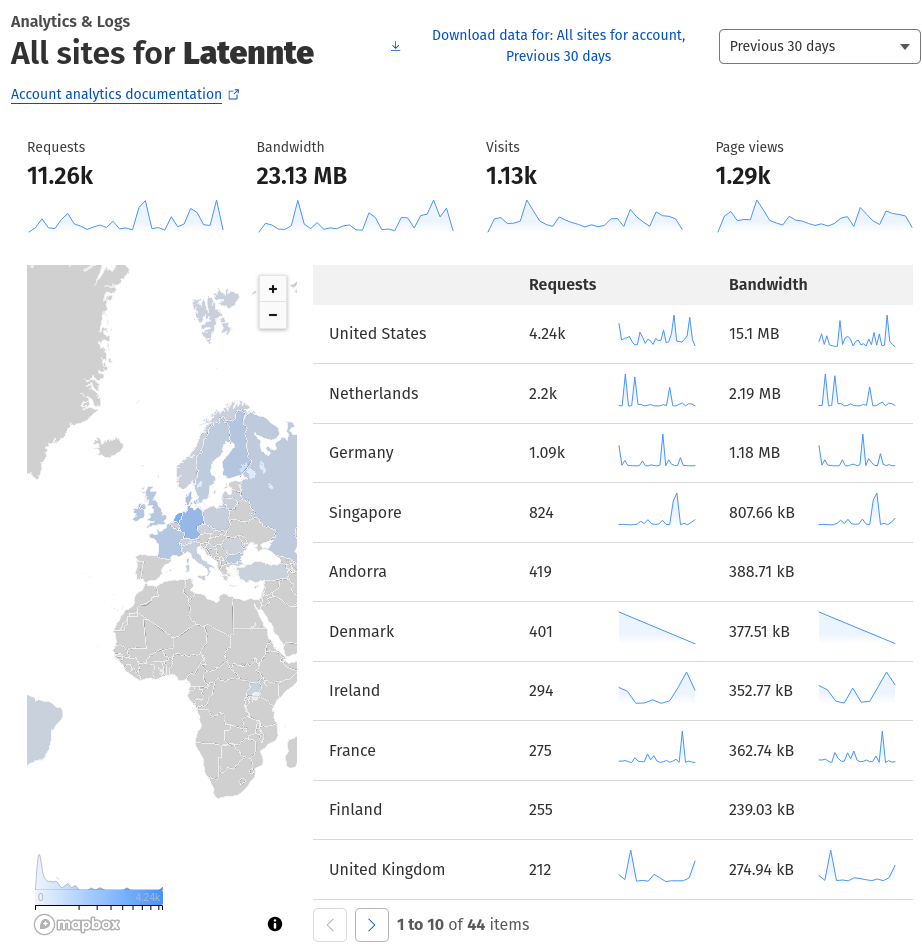 Analytics & Logs
All sites for Latennte
Download data for: All sites for account,
Previous 30 days
Previous 30 days
Account analytics documentation
Requests
11.26k
Bandwidth
23.13 MB
Visits
1.13k
Page views
1.29k
+
−
Requests Bandwidth
United States 4.24k 15.1 MB
Netherlands 2.2k 2.19 MB
Germany 1.09k 1.18 MB
Singapore 824 807.66 kB
Andorra 419 388.71 kB
Denmark 401 377.51 kB
Ireland 294 352.77 kB
France 275 362.74 kB
Finland 255 239.03 kB
United Kingdom 212 274.94 kB
0 4.24k
mapbox
1 to 10 of 44 items